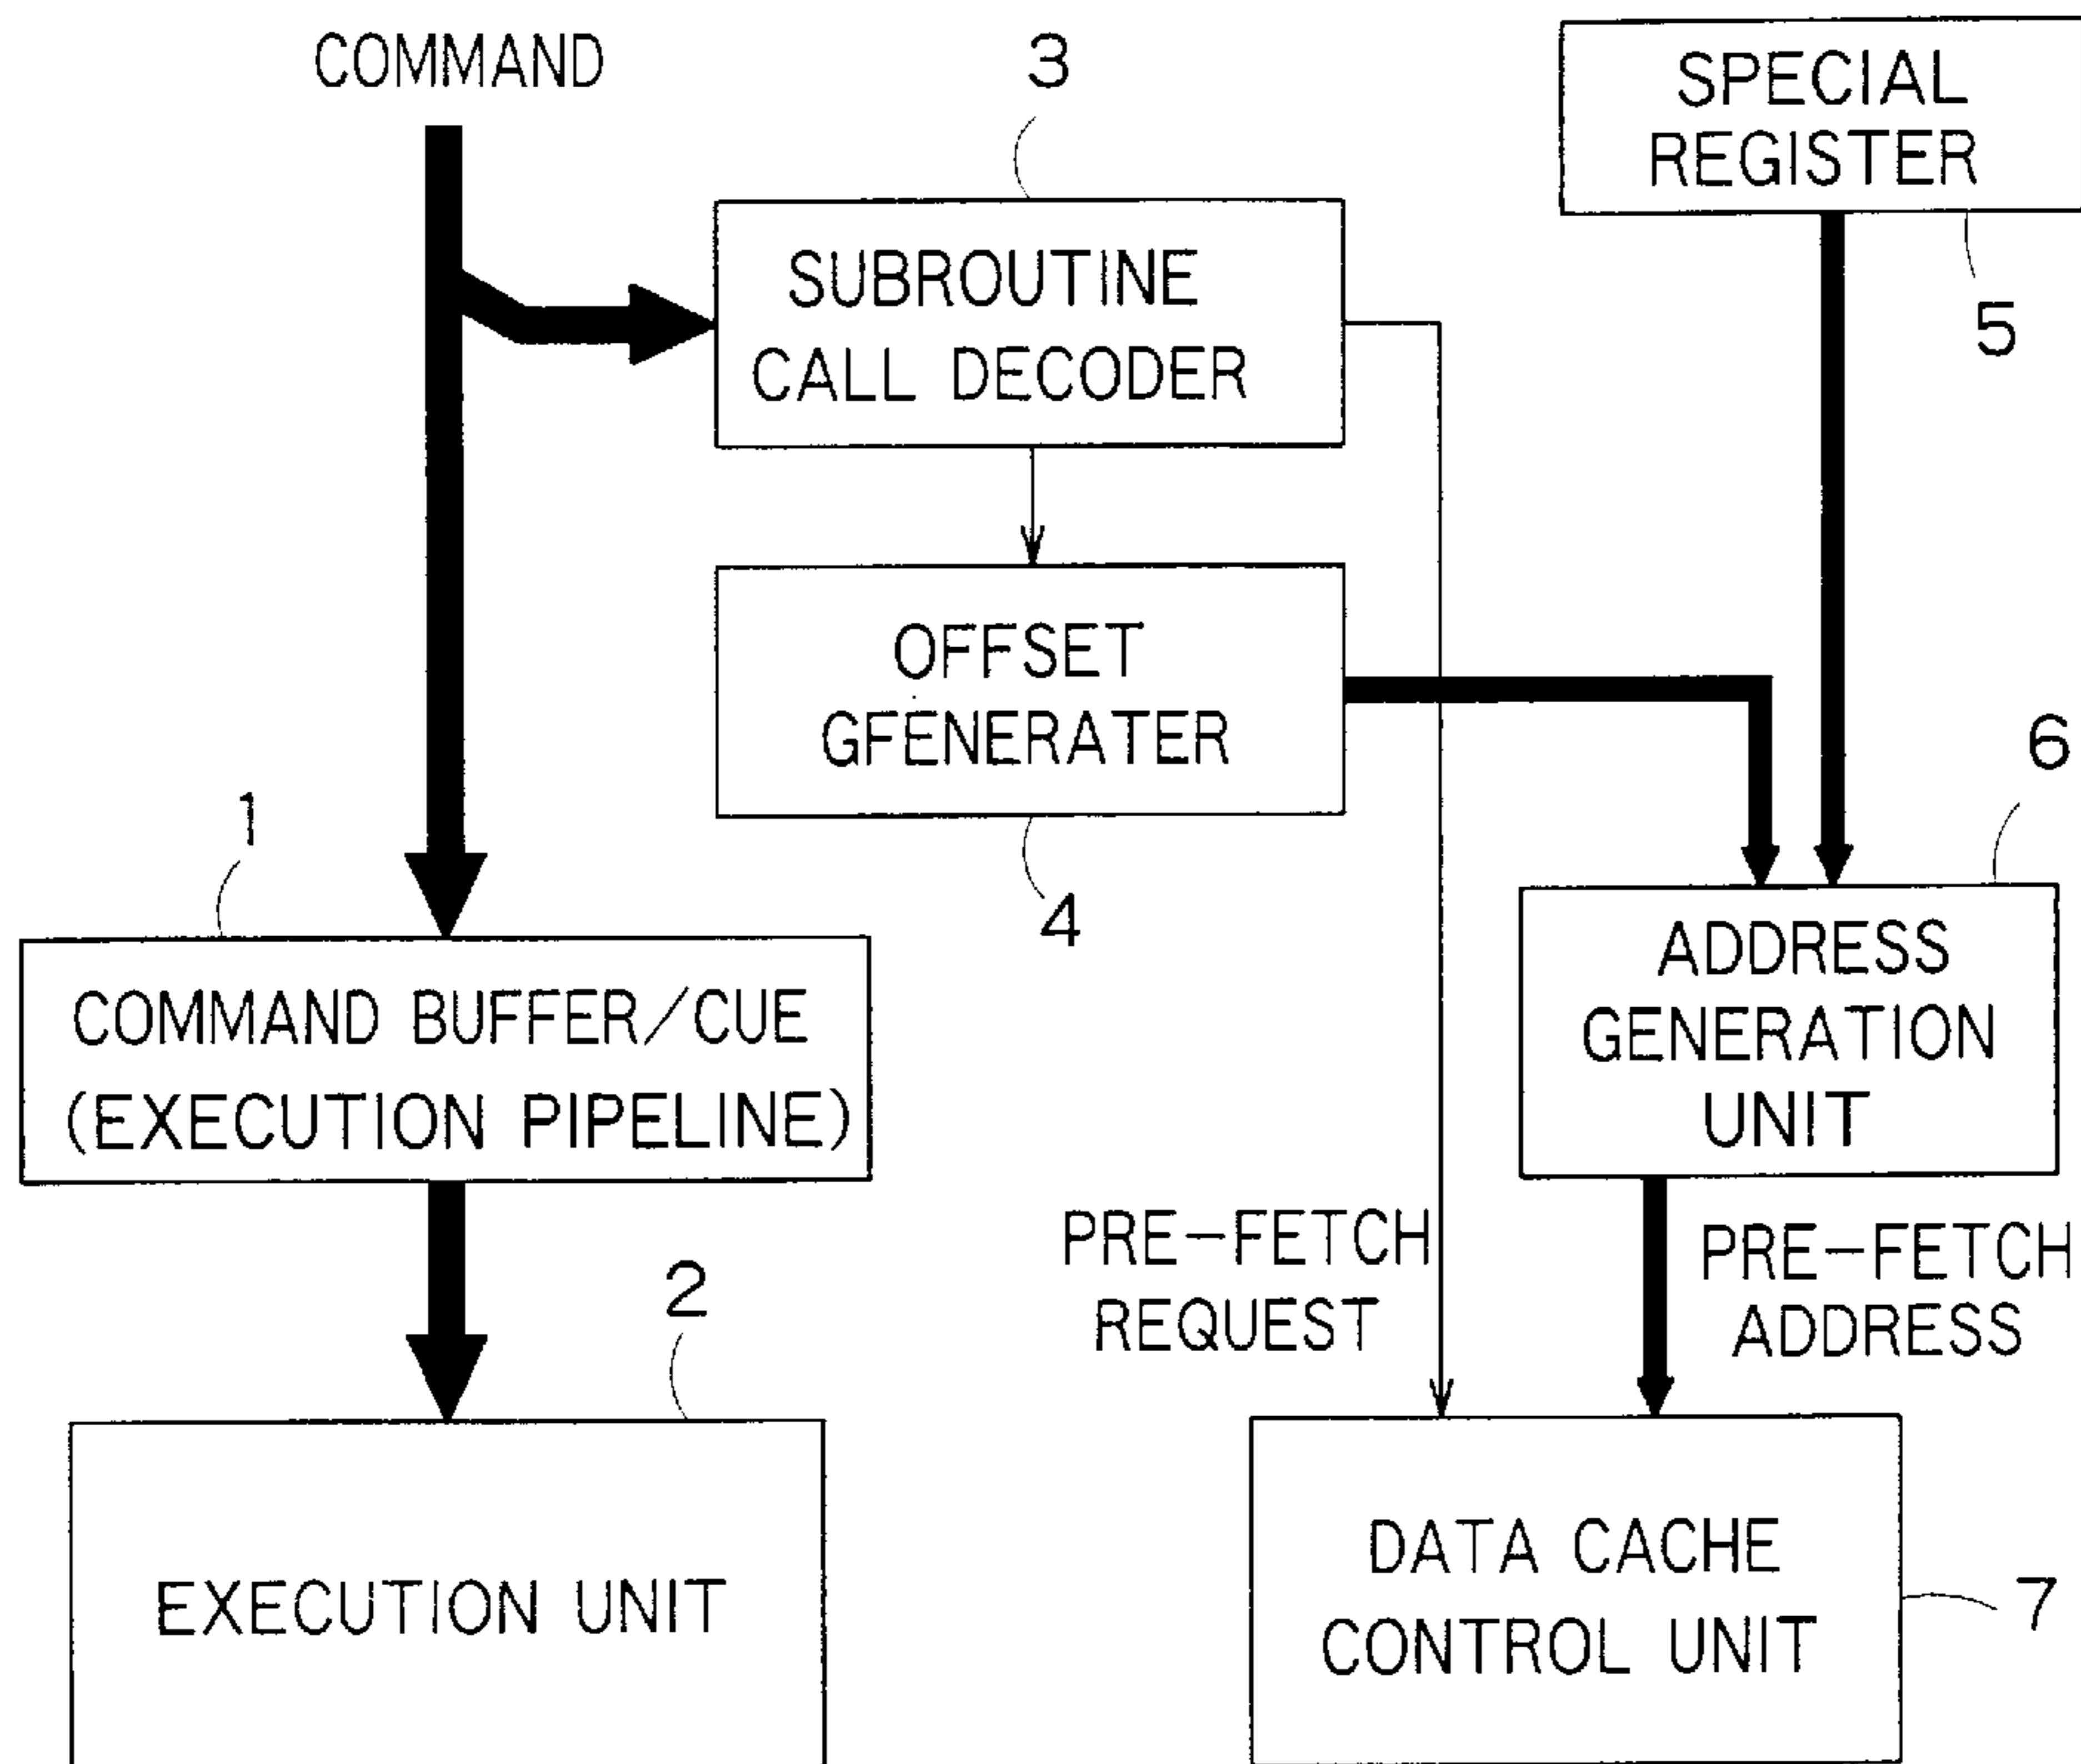 COMMAND
3
SPECIAL
REGISTER
5
SUBROUTINE
CALL DECODER
OFFSET
GFENERATER
4
6
1
COMMAND BUFFER/CUE
(EXECUTION PIPELINE)
ADDRESS
GENERATION
UNIT
PRE-FETCH
REQUEST
PRE-FETCH
ADDRESS
2
EXECUTION UNIT
DATA CACHE
CONTROL UNIT
7